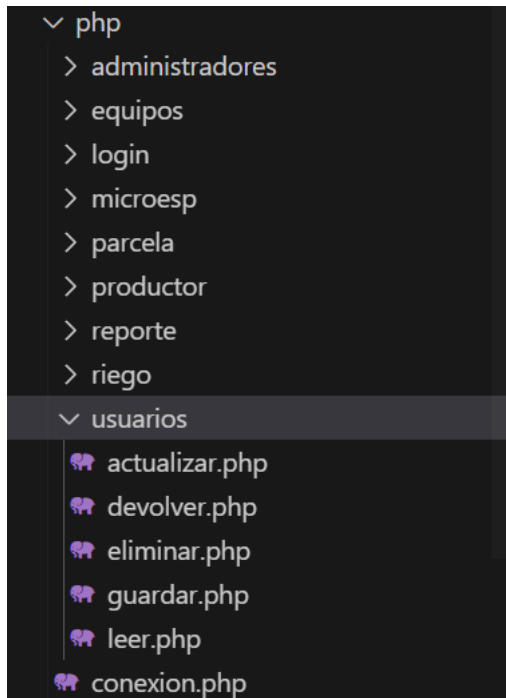 php
administradores
equipos
login
microesp
parcela
productor
reporte
riego
usuarios
actualizar.php
devolver.php
eliminar.php
guardar.php
leer.php
conexion.php